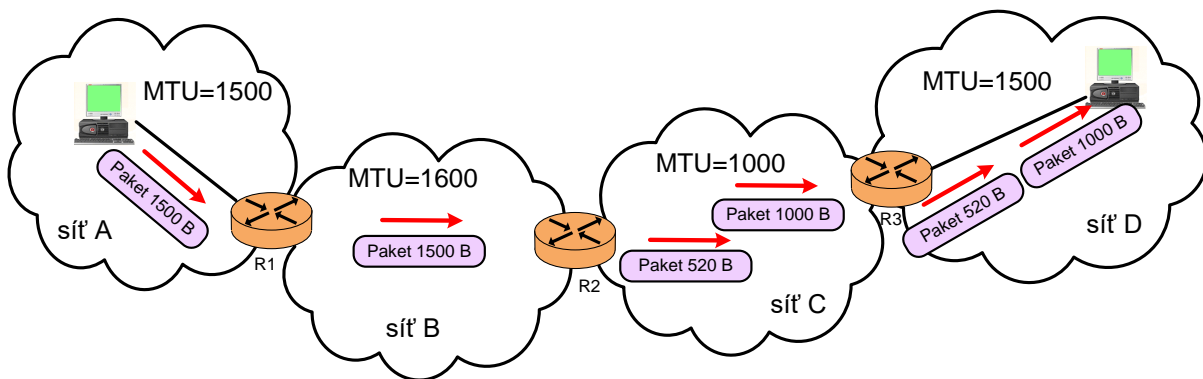 MTU=1500
Paket 1500 B
síť A
R1
MTU=1600
Paket 1500 B
síť B
R2
MTU=1000
Paket 1000 B
Paket 520 B
síť C
R3
MTU=1500
Paket 1000 B
Paket 520 B
síť D